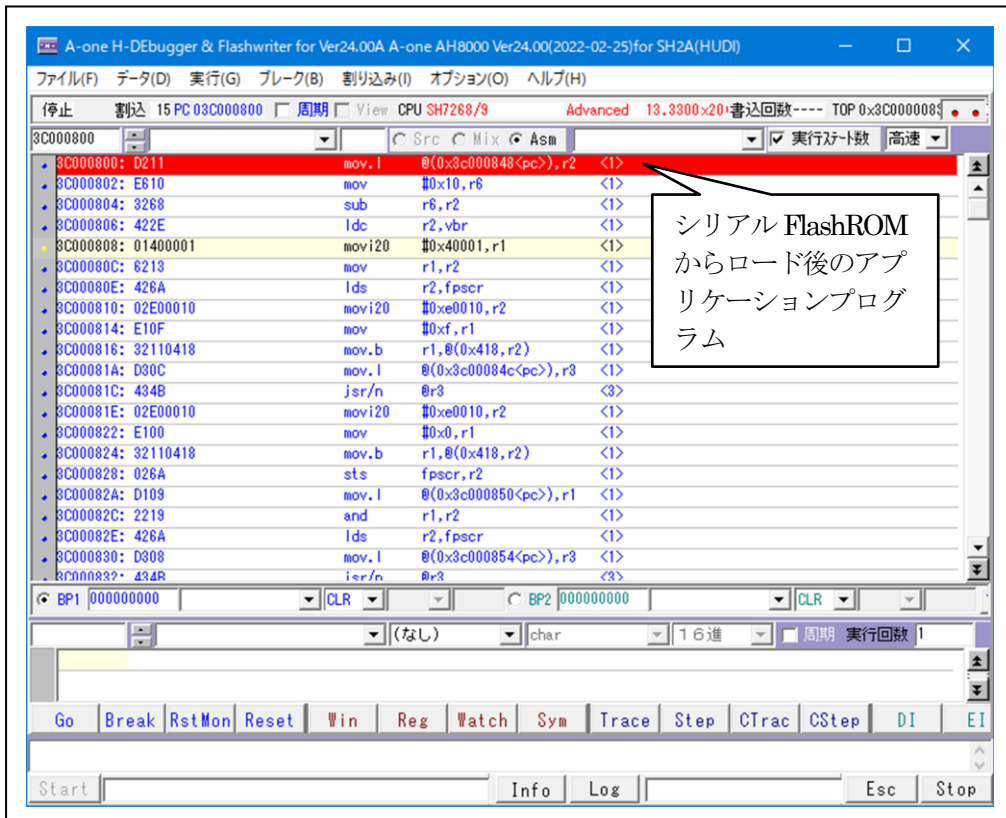 A-one H-DEbugger & Flashwriter for Ver24.00A A-one AH8000 Ver24.00(2022-02-25)for SH2A(HUDI)
ファイル(F) データ(D) 実行(G) ブレーク(B) 割り込み(I) オプション(O) ヘルプ(H)
停止 割込 15 PC 03C000800 周期 View CPU SH7268/9 Advanced 13.3300×20 書込回数---- TOP 0x3C000008
3C000800 Src Mix Asm 実行ステート数 高速
3C000800: D211 mov.l @(0x3c000848<pc>),r2 <1>
3C000802: E610 mov #0x10,r6 <1>
3C000804: 3268 sub r6,r2 <1>
3C000806: 422E ldc r2,vbr <1>
3C000808: 01400001 movi20 #0x40001,r1 <1>
3C00080C: 6213 mov r1,r2 <1>
3C00080E: 426A lds r2,fpscr <1>
3C000810: 02E00010 movi20 #0xe0010,r2 <1>
3C000814: E10F mov #0xf,r1 <1>
3C000816: 32110418 mov.b r1,@(0x418,r2) <1>
3C00081A: D30C mov.l @(0x3c00084c<pc>),r3 <1>
3C00081C: 434B jsr/n @r3 <3>
3C00081E: 02E00010 movi20 #0xe0010,r2 <1>
3C000822: E100 mov #0x0,r1 <1>
3C000824: 32110418 mov.b r1,@(0x418,r2) <1>
3C000828: 026A sts fpscr,r2 <1>
3C00082A: D109 mov.l @(0x3c000850<pc>),r1 <1>
3C00082C: 2219 and r1,r2 <1>
3C00082E: 426A lds r2,fpscr <1>
3C000830: D308 mov.l @(0x3c000854<pc>),r3 <1>
3C000832: 434B jsr/n @r3 <3>
シリアル FlashROM
からロード後のアプ
リケーションプログ
ラム
BP1 000000000 CLR BP2 000000000 CLR
(なし) char 16進 周期 実行回数 1
Go Break RstMon Reset Win Reg Watch Sym Trace Step CTrac CStep DI EI
Start Info Log Esc Stop